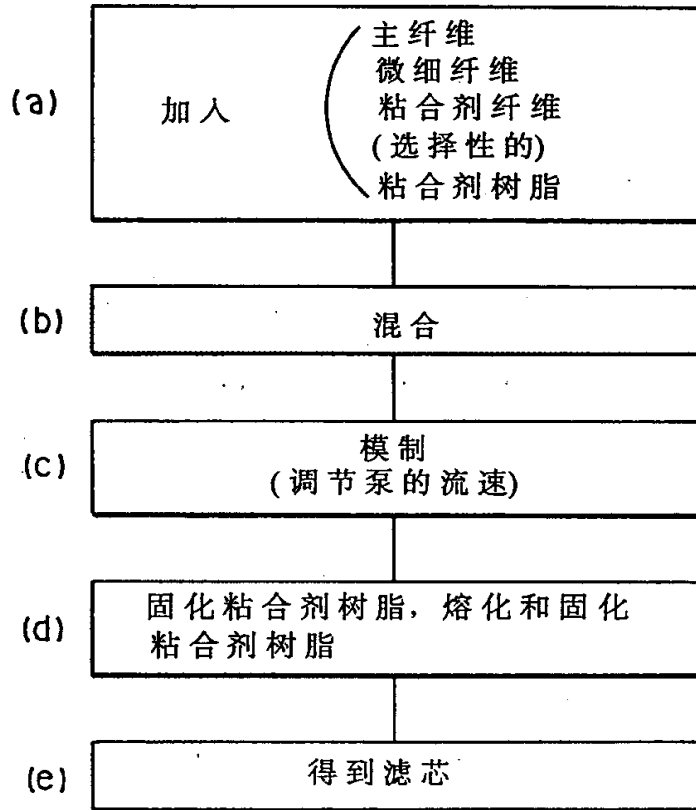 (a)
加入
主纤维
微细纤维
粘合剂纤维
(选择性的)
粘合剂树脂
(b)
混合
(c)
模制
(调节泵的流速)
(d)
固化粘合剂树脂，熔化和固化
粘合剂树脂
(e)
得到滤芯